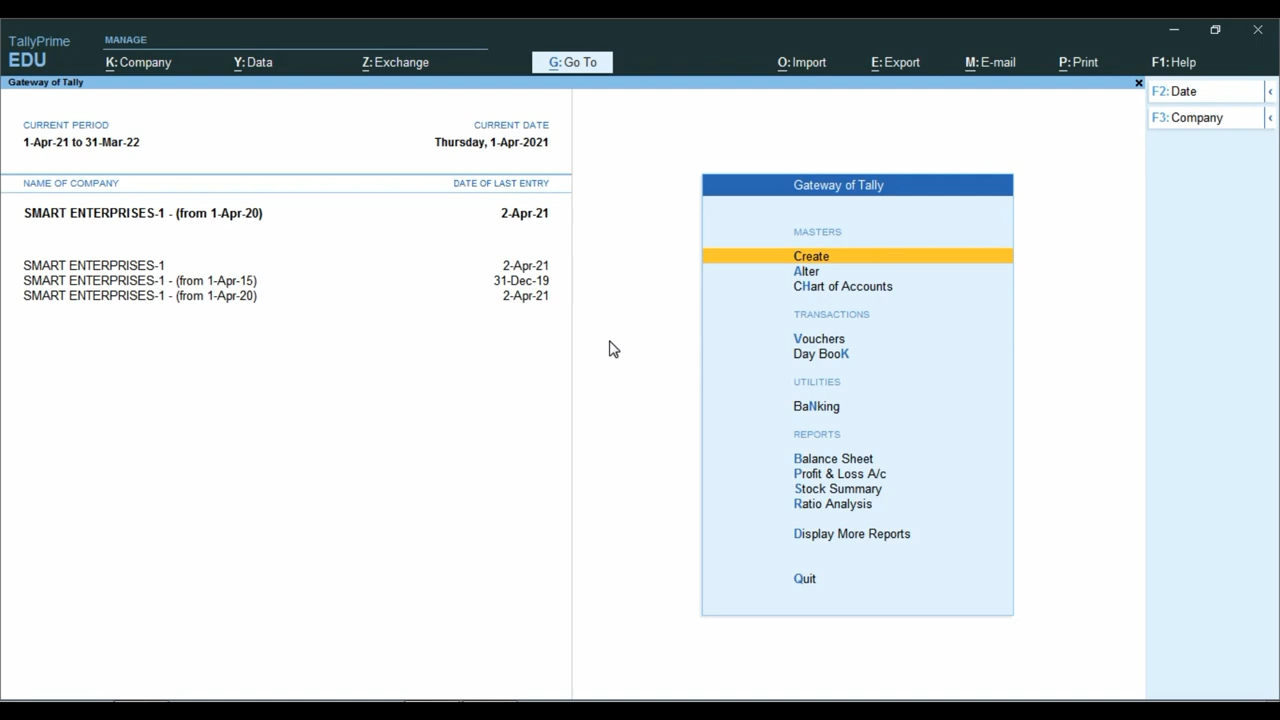 TallyPrime
EDU
MANAGE
K: Company
Y: Data
Z: Exchange
G: Go To
O: Import
E: Export
M: E-mail
P: Print
F1: Help
Gateway of Tally
F2: Date
F3: Company
CURRENT PERIOD
CURRENT DATE
1-Apr-21 to 31-Mar-22
Thursday, 1-Apr-2021
NAME OF COMPANY
DATE OF LAST ENTRY
SMART ENTERPRISES-1 - (from 1-Apr-20)
2-Apr-21
SMART ENTERPRISES-1
2-Apr-21
SMART ENTERPRISES-1 - (from 1-Apr-15)
31-Dec-19
SMART ENTERPRISES-1 - (from 1-Apr-20)
2-Apr-21
Gateway of Tally
MASTERS
Create
Alter
CHart of Accounts
TRANSACTIONS
Vouchers
Day BooK
UTILITIES
BaNking
REPORTS
Balance Sheet
Profit & Loss A/c
Stock Summary
Ratio Analysis
Display More Reports
Quit